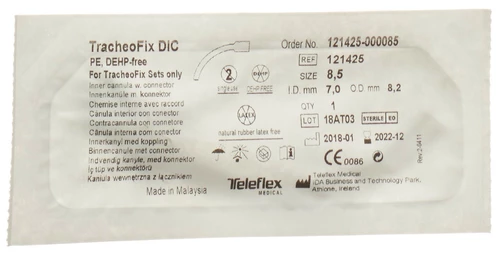 TracheoFix DIC
PE, DEHP-free
For TracheoFix Sets only
Inner cannula w. connector
Innenkanüle m. konnektor
Chemise interne avec raccord
Cánula interior con conector
Contracannula con connettore
Cânula interna com conector
Innerkanyl med koppling
Binnencanule met connector
Indvendig kanyle, med konnektor
İç tüp ve konnektörü
Kaniula wewnętrzna z łącznikiem
Made in Malaysia
2
DEHP
DEHP FREE
LATEX
natural rubber latex free
Teleflex
MEDICAL
Order No. 121425-000085
REF 121425
SIZE 8,5
I.D. mm 7,0 O.D. mm 8,2
QTY 1
LOT 18AT03 STERILE EO
2018-01 2022-12
CE 0086
Teleflex Medical
IDA Business and Technology Park,
Athlone, Ireland